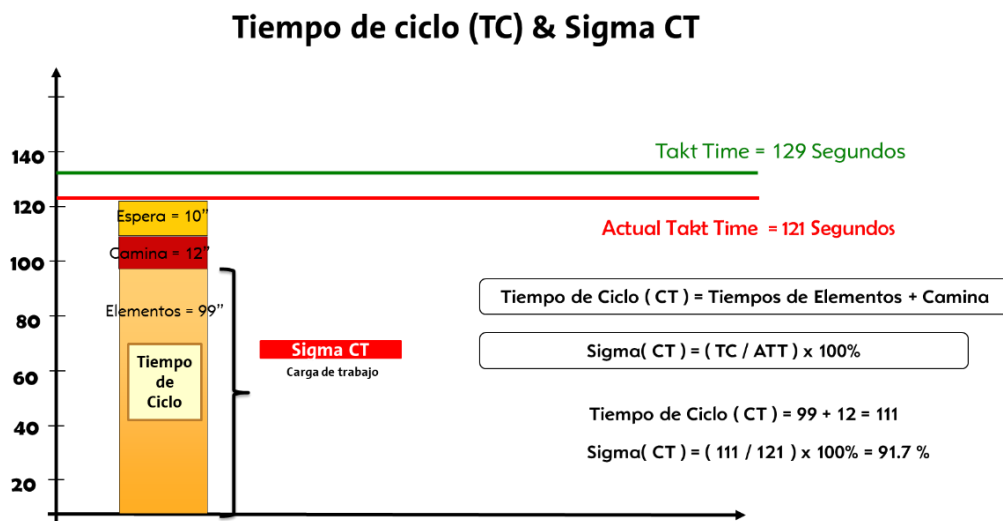 Tiempo de ciclo (TC) & Sigma CT
140
120
100
80
60
40
20
Takt Time = 129 Segundos
Actual Takt Time = 121 Segundos
Espera = 10”
Camina = 12”
Elementos = 99”
Tiempo
de
Ciclo
Sigma CT
Carga de trabajo
Tiempo de Ciclo ( CT ) = Tiempos de Elementos + Camina
Sigma( CT ) = ( TC / ATT ) x 100%
Tiempo de Ciclo ( CT ) = 99 + 12 = 111
Sigma( CT ) = ( 111 / 121 ) x 100% = 91.7 %